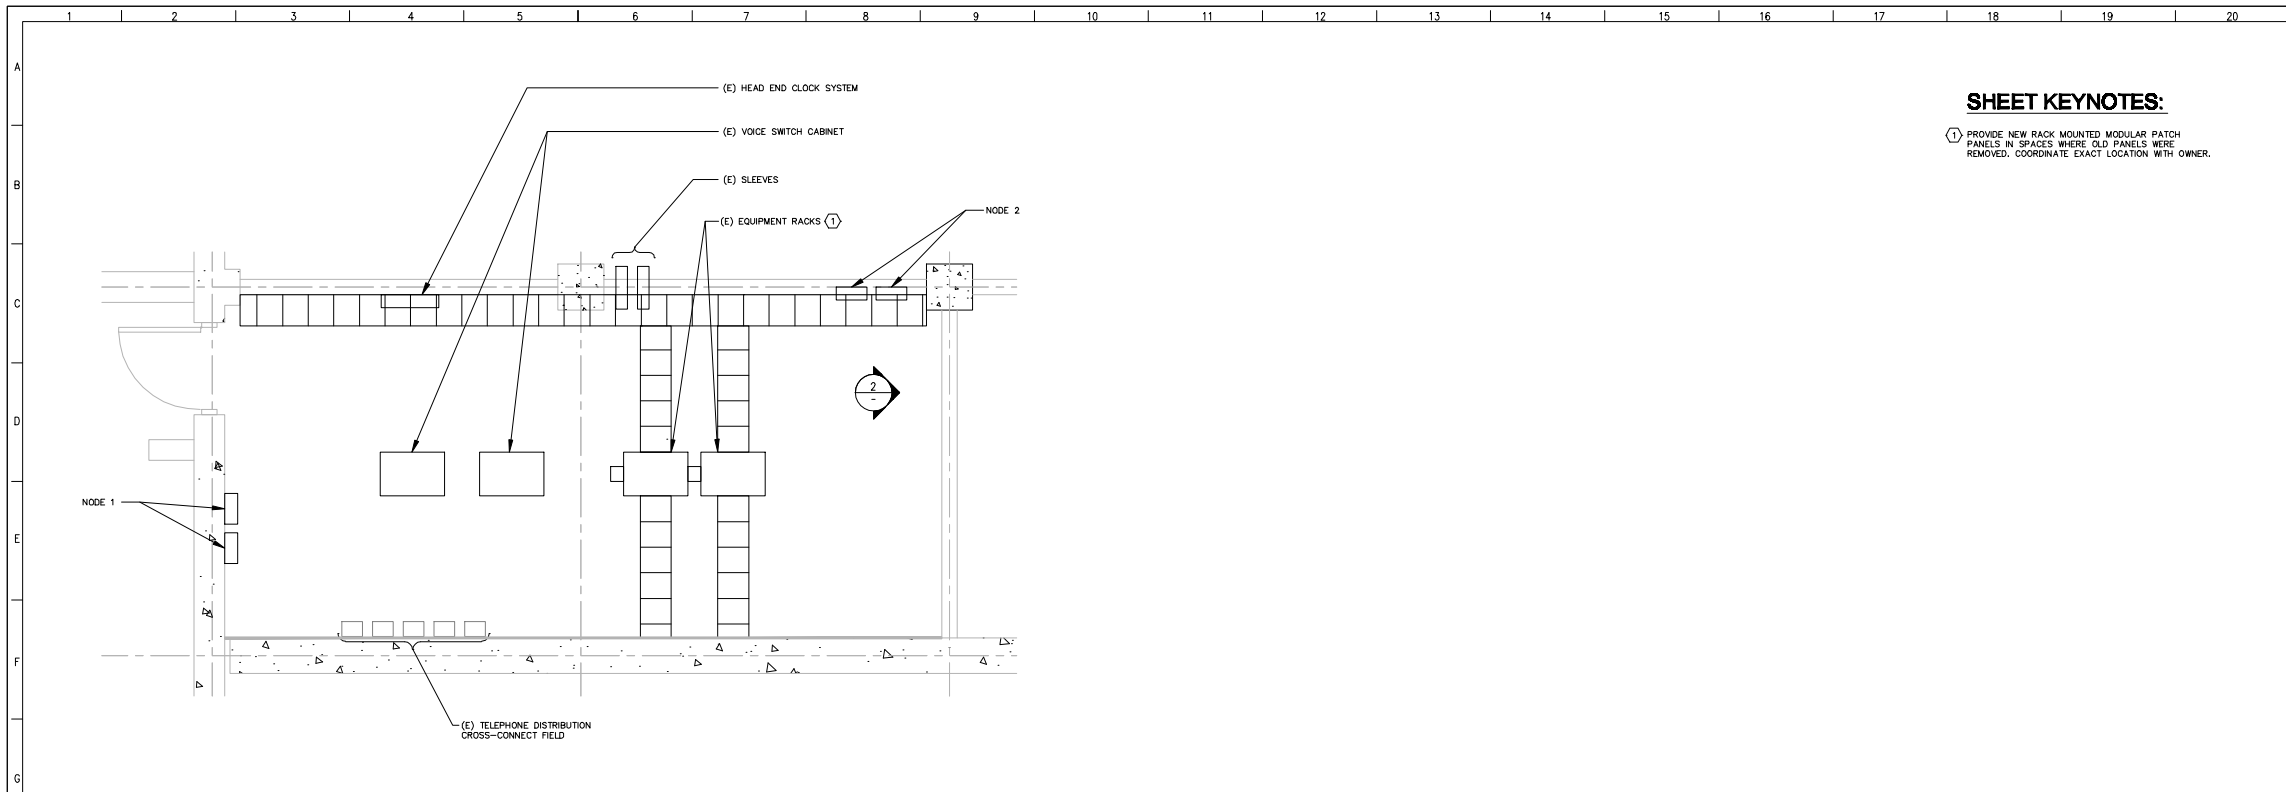 1 2 3 4 5 6 7 8 9 10 11 12 13 14 15 16 17 18 19 20
A
B
C
D
E
F
G
(E) HEAD END CLOCK SYSTEM
(E) VOICE SWITCH CABINET
(E) SLEEVES
(E) EQUIPMENT RACKS 1
NODE 2
2
-
NODE 1
(E) TELEPHONE DISTRIBUTION
CROSS-CONNECT FIELD
SHEET KEYNOTES:
1 PROVIDE NEW RACK MOUNTED MODULAR PATCH
PANELS IN SPACES WHERE OLD PANELS WERE
REMOVED. COORDINATE EXACT LOCATION WITH OWNER.